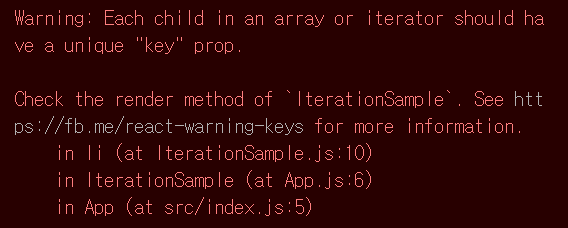 Warning: Each child in an array or iterator should ha
ve a unique "key" prop.
Check the render method of `IterationSample`. See htt
ps://fb.me/react-warning-keys for more information.
in li (at IterationSample.js:10)
in IterationSample (at App.js:6)
in App (at src/index.js:5)